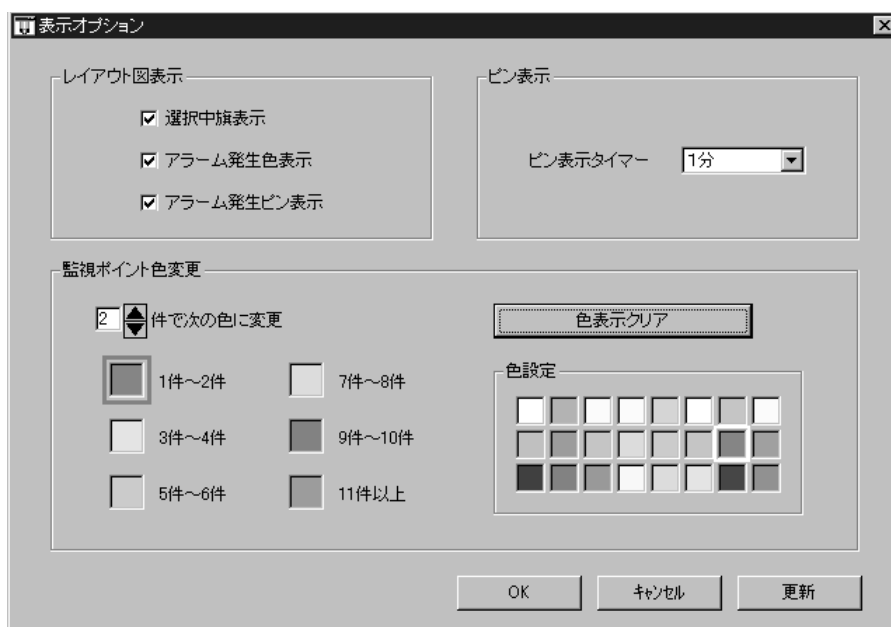 表示オプション
レイアウト図表示
選択中旗表示
アラーム発生色表示
アラーム発生ピン表示
ピン表示
ピン表示タイマー 1分
監視ポイント色変更
2 件で次の色に変更
1件～2件
3件～4件
5件～6件
7件～8件
9件～10件
11件以上
色表示クリア
色設定
OK キャンセル 更新